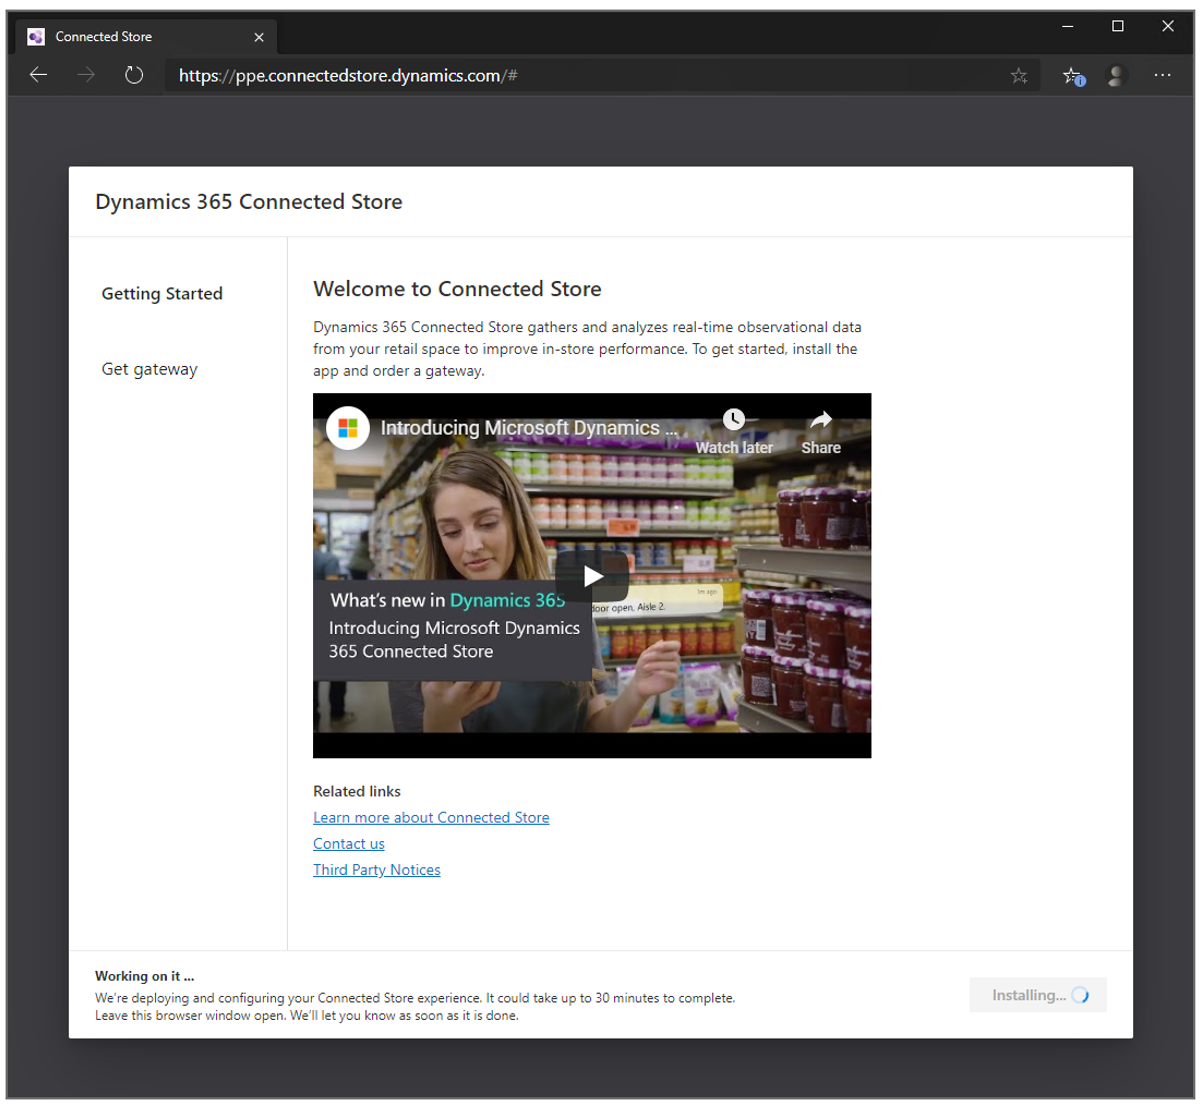 Connected Store
https://ppe.connectedstore.dynamics.com/#
Dynamics 365 Connected Store
Getting Started
Get gateway
Welcome to Connected Store
Dynamics 365 Connected Store gathers and analyzes real-time observational data
from your retail space to improve in-store performance. To get started, install the
app and order a gateway.
Introducing Microsoft Dynamics ...
Watch later
Share
What's new in Dynamics 365
Introducing Microsoft Dynamics
365 Connected Store
1m ago
door open, Aisle 2.
Related links
Learn more about Connected Store
Contact us
Third Party Notices
Working on it ...
We're deploying and configuring your Connected Store experience. It could take up to 30 minutes to complete.
Leave this browser window open. We'll let you know as soon as it is done.
Installing...